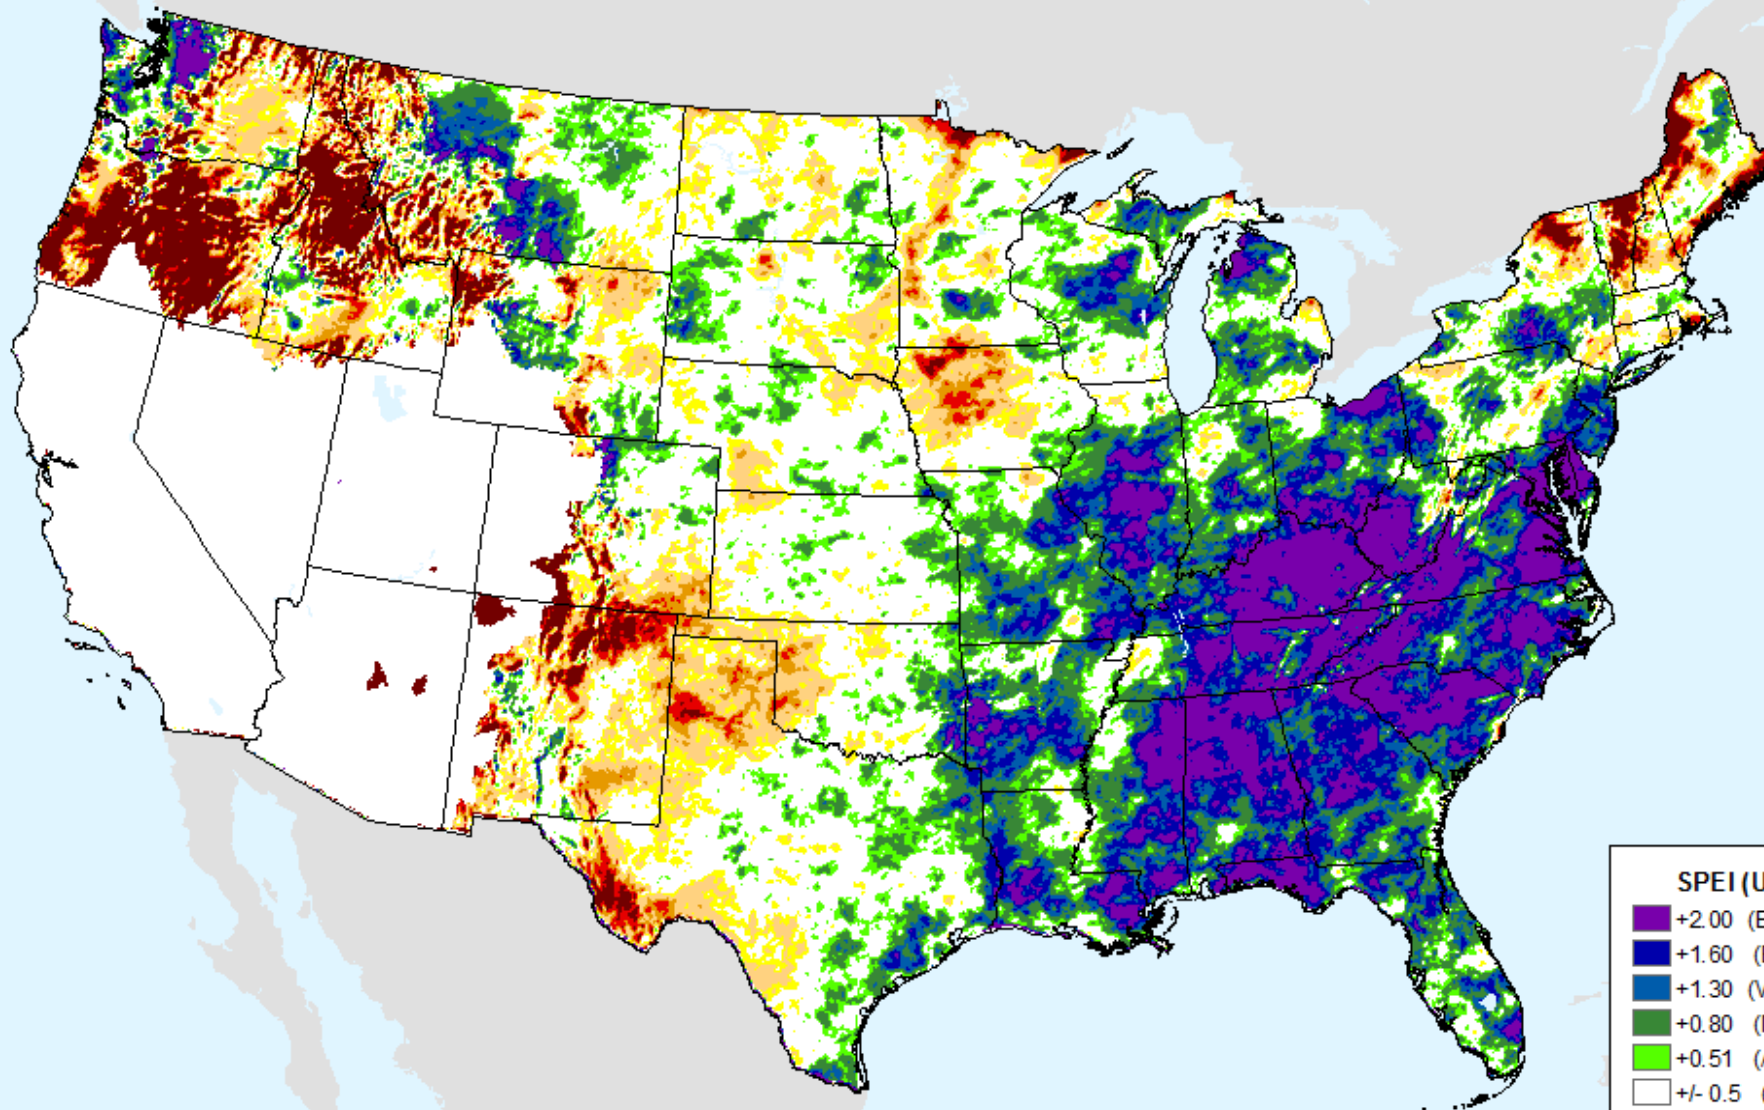 SPEI (U
+2.00 (E
+1.60 (
+1.30 (V
+0.80 (
+0.51 (
+/- 0.5 (